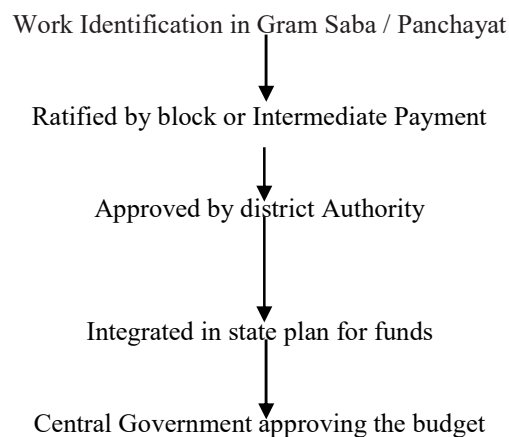 Work Identification in Gram Saba / Panchayat
Ratified by block or Intermediate Payment
Approved by district Authority
Integrated in state plan for funds
Central Government approving the budget